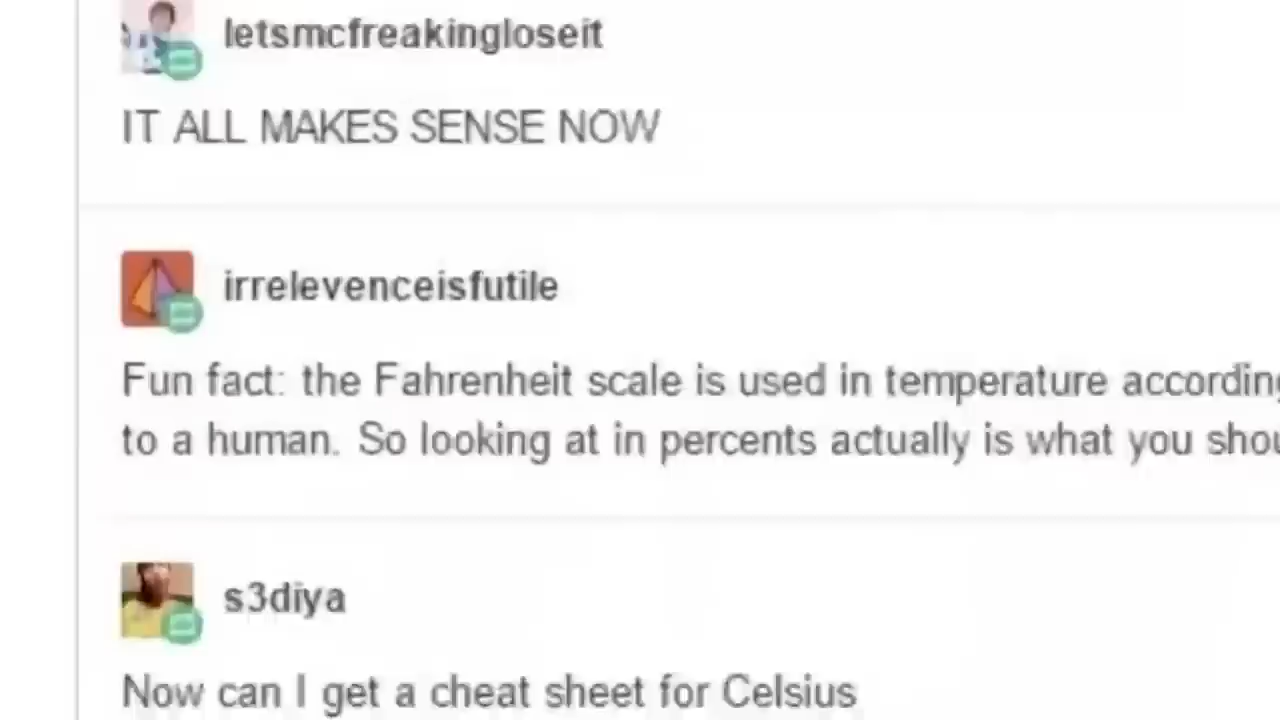 letsmcfreakingloseit
IT ALL MAKES SENSE NOW
irrelevenceisfutile
Fun fact: the Fahrenheit scale is used in temperature according
to a human. So looking at in percents actually is what you shou
s3diya
Now can I get a cheat sheet for Celsius